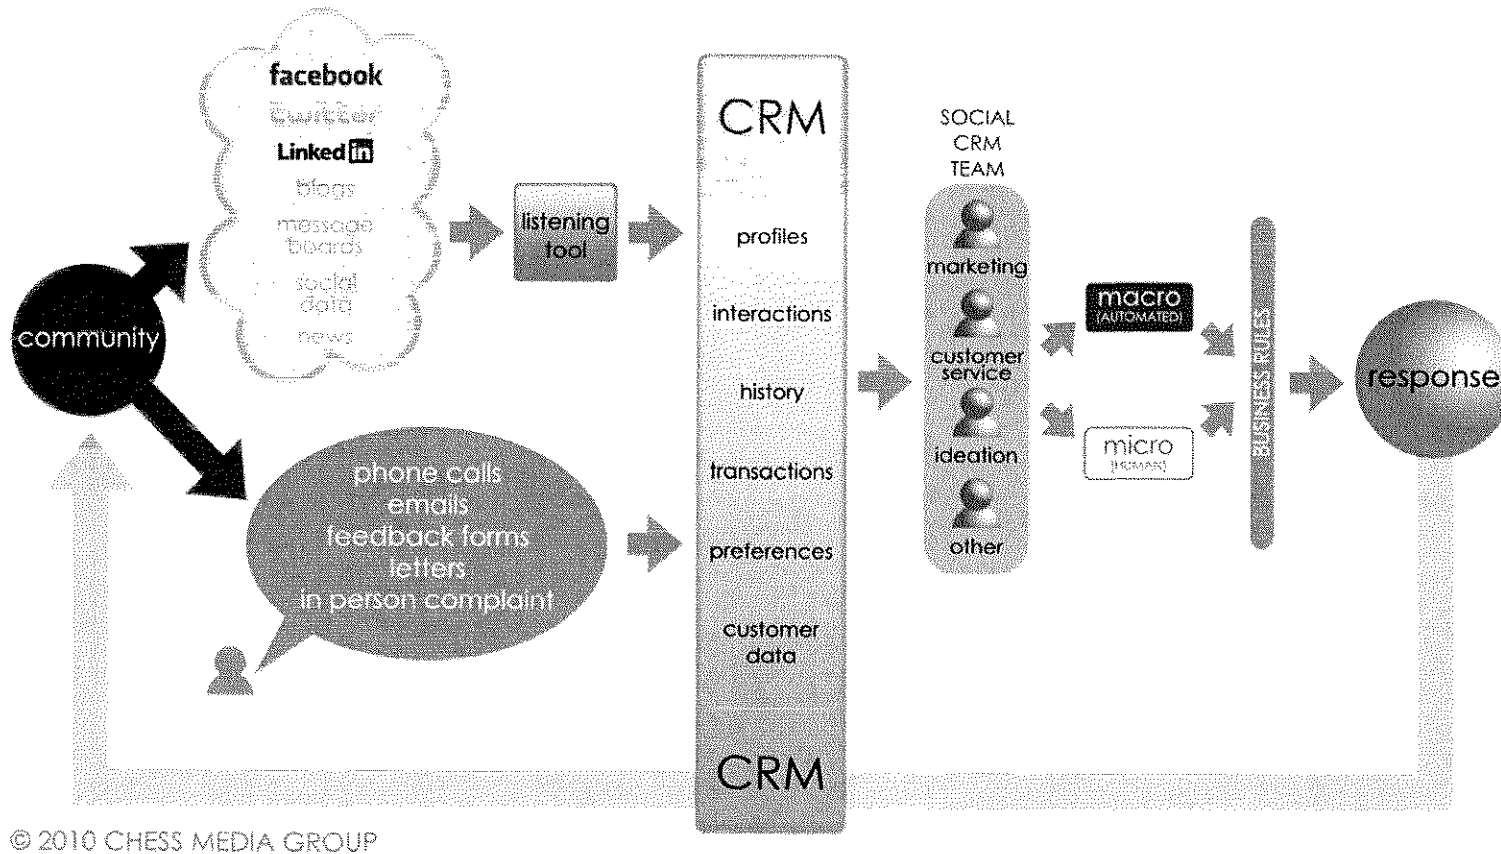 facebook
twitter
Linked in
blogs
message
boards
social
data
news
community
listening
tool
phone calls
emails
feedback forms
letters
in person complaint
CRM
profiles
interactions
history
transactions
preferences
customer
data
CRM
SOCIAL
CRM
TEAM
marketing
customer
service
ideation
other
macro
(AUTOMATED)
micro
(HUMAN)
BUSINESS RULES
response
© 2010 CHESS MEDIA GROUP